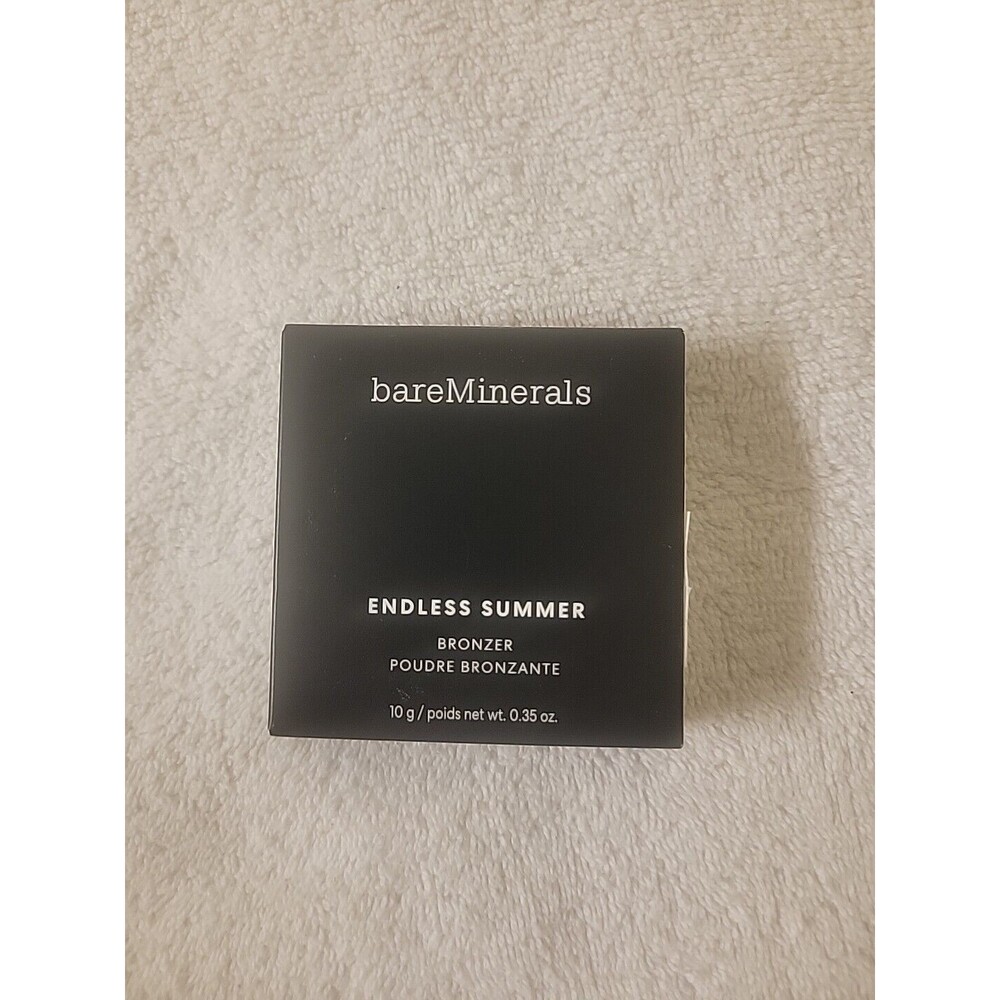 bareMinerals
ENDLESS SUMMER
BRONZER
POUDRE BRONZANTE
10 g / poids net wt. 0.35 oz.